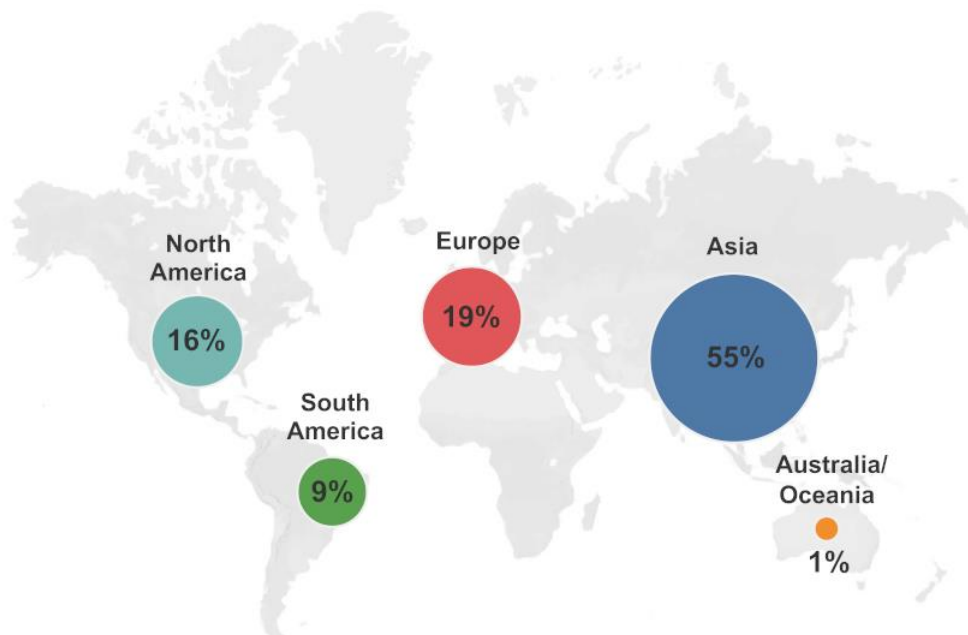 North
America
16%
Europe
19%
Asia
55%
South
America
9%
Australia/
Oceania
1%